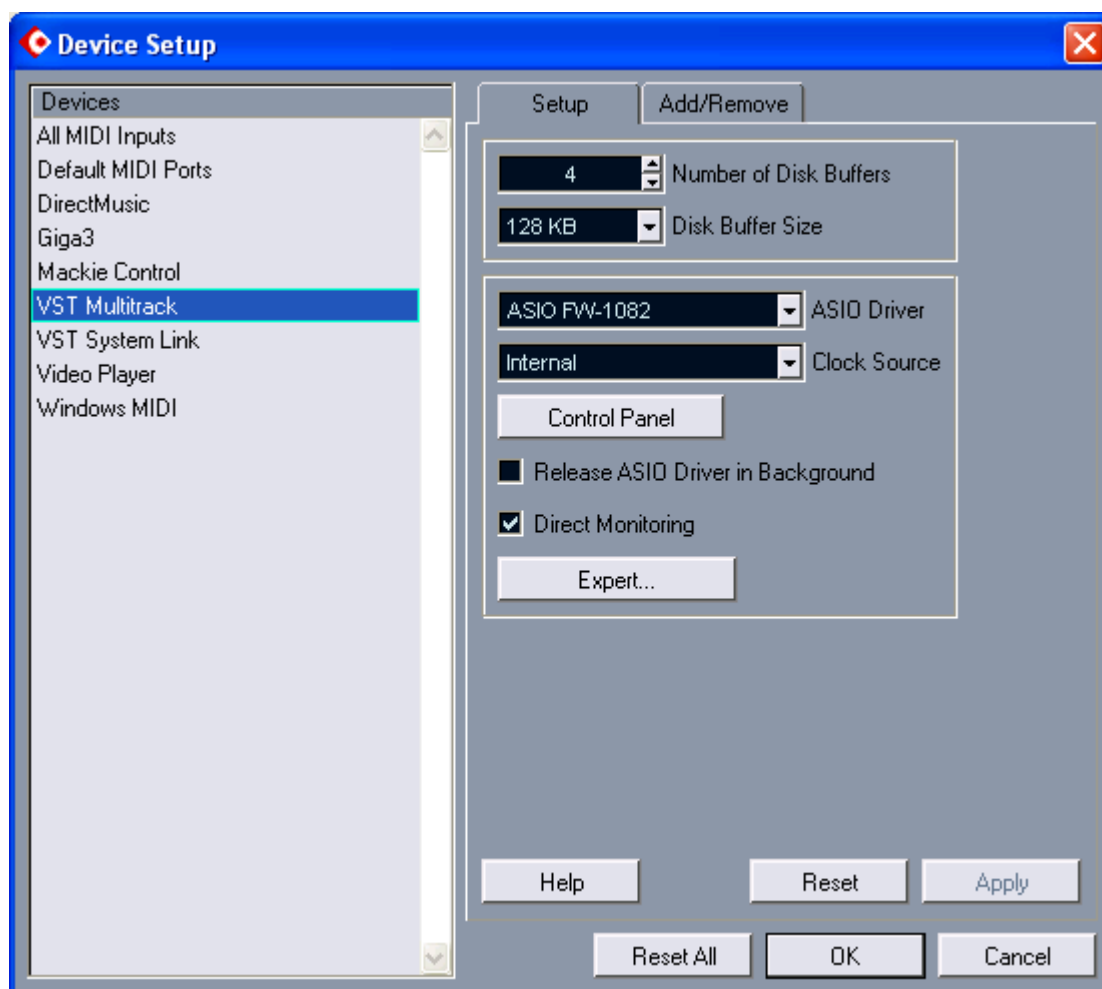 Device Setup
Devices
All MIDI Inputs
Default MIDI Ports
DirectMusic
Giga3
Mackie Control
VST Multitrack
VST System Link
Video Player
Windows MIDI
Setup
Add/Remove
4 Number of Disk Buffers
128 KB Disk Buffer Size
ASIO FW-1082 ASIO Driver
Internal Clock Source
Control Panel
Release ASIO Driver in Background
Direct Monitoring
Expert...
Help Reset Apply
Reset All OK Cancel